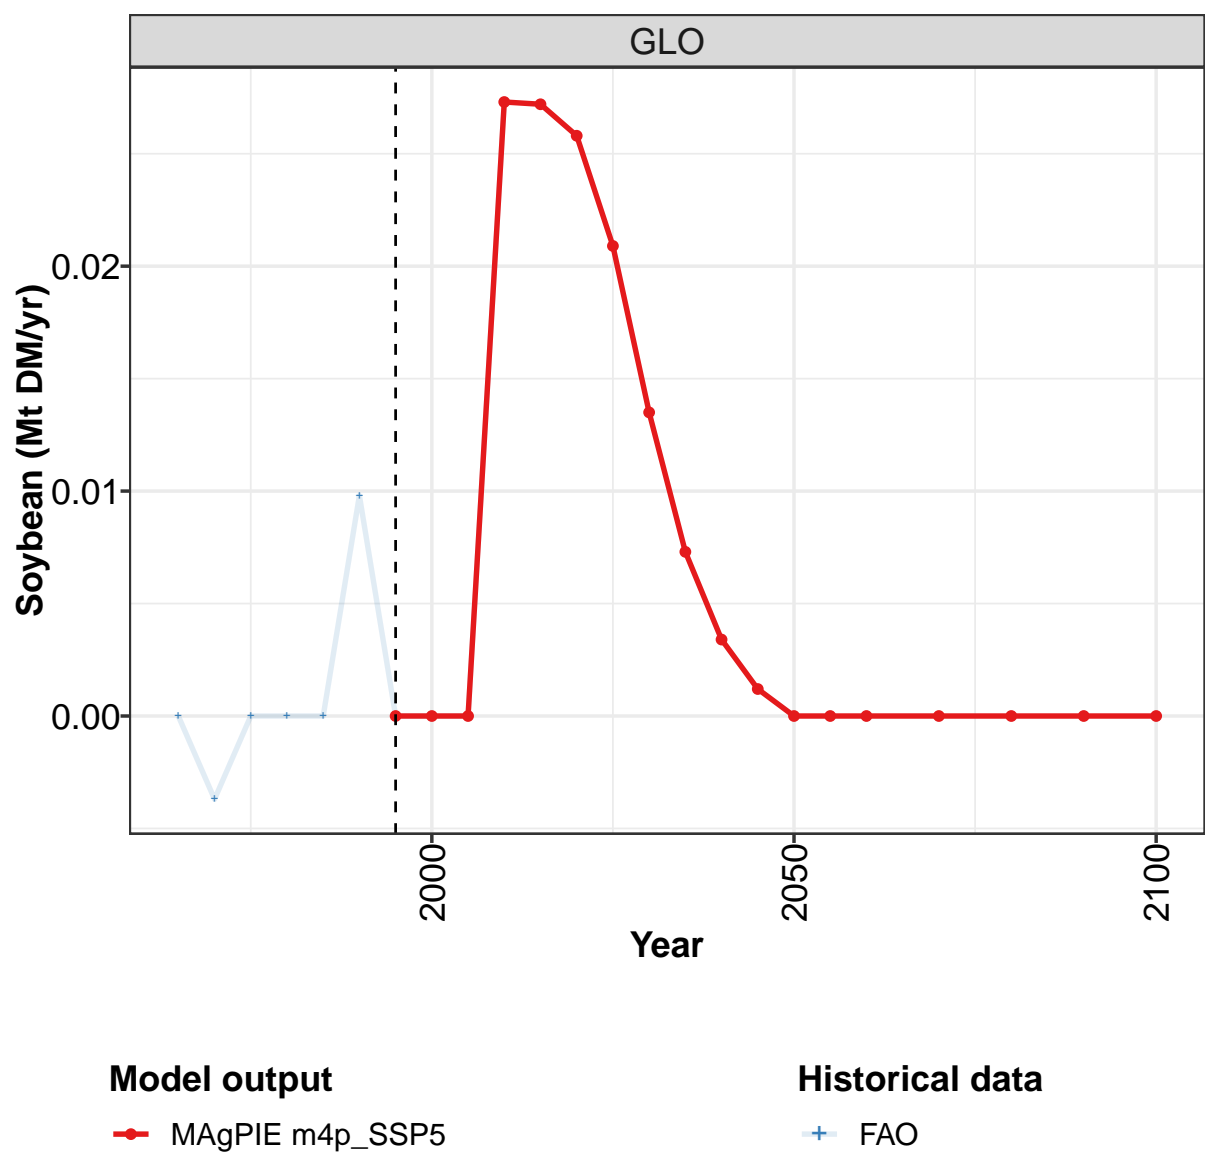 GLO
Soybean (Mt DM/yr)
0.02
0.01
0.00
2000
2050
2100
Year
Model output
MAgPIE m4p_SSP5
Historical data
FAO